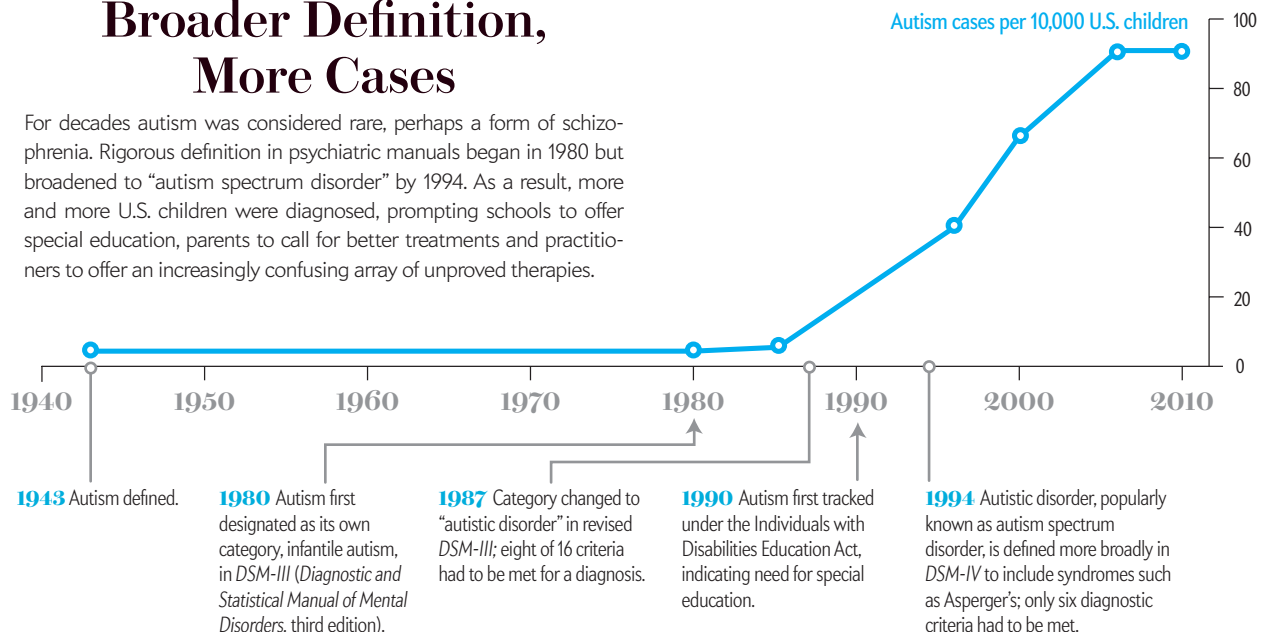 Broader Definition,
More Cases
For decades autism was considered rare, perhaps a form of schizo-
phrenia. Rigorous definition in psychiatric manuals began in 1980 but
broadened to “autism spectrum disorder” by 1994. As a result, more
and more U.S. children were diagnosed, prompting schools to offer
special education, parents to call for better treatments and practitio-
ners to offer an increasingly confusing array of unproved therapies.
Autism cases per 10,000 U.S. children
100
80
60
40
20
0
1940 1950 1960 1970 1980 1990 2000 2010
1943 Autism defined.
1980 Autism first
designated as its own
category, infantile autism,
in DSM-III (Diagnostic and
Statistical Manual of Mental
Disorders, third edition).
1987 Category changed to
“autistic disorder” in revised
DSM-III; eight of 16 criteria
had to be met for a diagnosis.
1990 Autism first tracked
under the Individuals with
Disabilities Education Act,
indicating need for special
education.
1994 Autistic disorder, popularly
known as autism spectrum
disorder, is defined more broadly in
DSM-IV to include syndromes such
as Asperger’s; only six diagnostic
criteria had to be met.